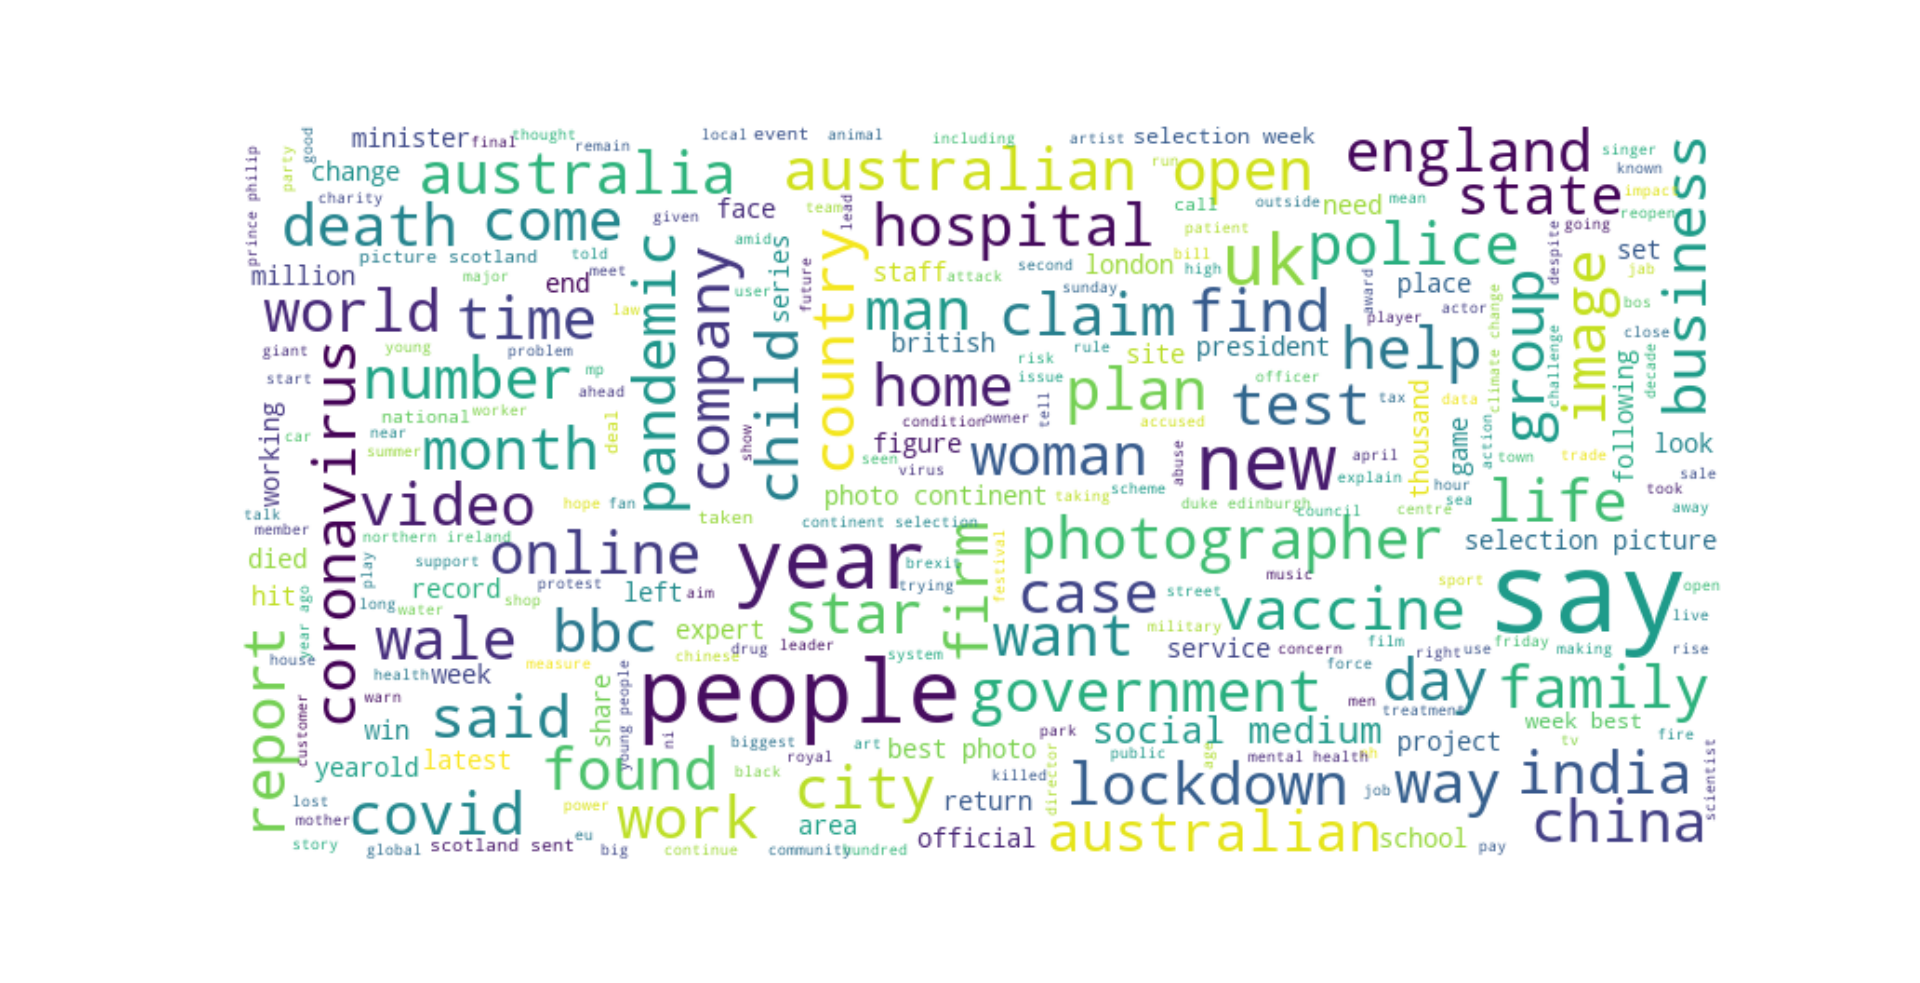 minister final thought remain local event animal including artist selection week england singer
good party change australia australian run open state known business
prince philip charity given face team lead call outside need mean impact
death come hospital patient reopen
picture scotland told amid bill uk police despite going set
million major end meet pandemic company series country staff attack second london high place jab
world time law user future man sunday claim find award player actor climate change group image bos
giant young problem child british risk rule site president help challenge close
start number mp ahead home issue plan officer test tax data decade
working national worker deal condition owner tell accused thousand game following
car near summer month show figure seen virus woman abuse new april explain action town trade look
coronavirus video hope fan photo continent taking scheme hour sea life sale took
talk member taken continent selection duke edinburgh council centre away
northern ireland online year brexit firm festival photographer selection picture
died play support protest trying case music street sport say open
hit year ago record long water shop left aim star vaccine live
report wale bbc expert want military film friday
house drug leader chinese system service concern right use making rise
health week measure people government force day family
customer warn share young people men treatment
win said ni biggest art best photo park social medium week best tv fire
yearold latest found black royal killed director public age mental health project scientist
lost mother covid power work city return lockdown job way india
story global scotland sent eu big continue area community hundred official australian school pay china